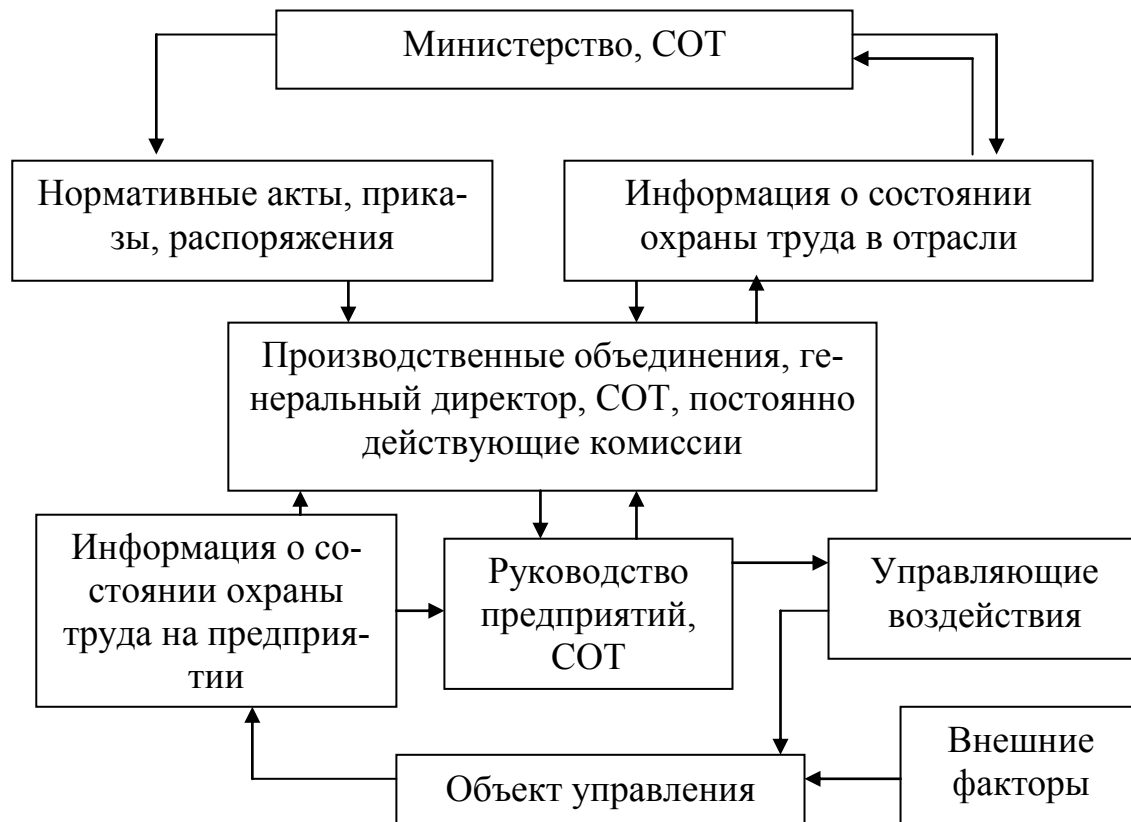 Министерство, СОТ
Нормативные акты, прика-
зы, распоряжения
Информация о состоянии
охраны труда в отрасли
Производственные объединения, ге-
неральный директор, СОТ, постоянно
действующие комиссии
Информация о со-
стоянии охраны
труда на предприя-
тии
Руководство
предприятий,
СОТ
Управляющие
воздействия
Объект управления
Внешние
факторы